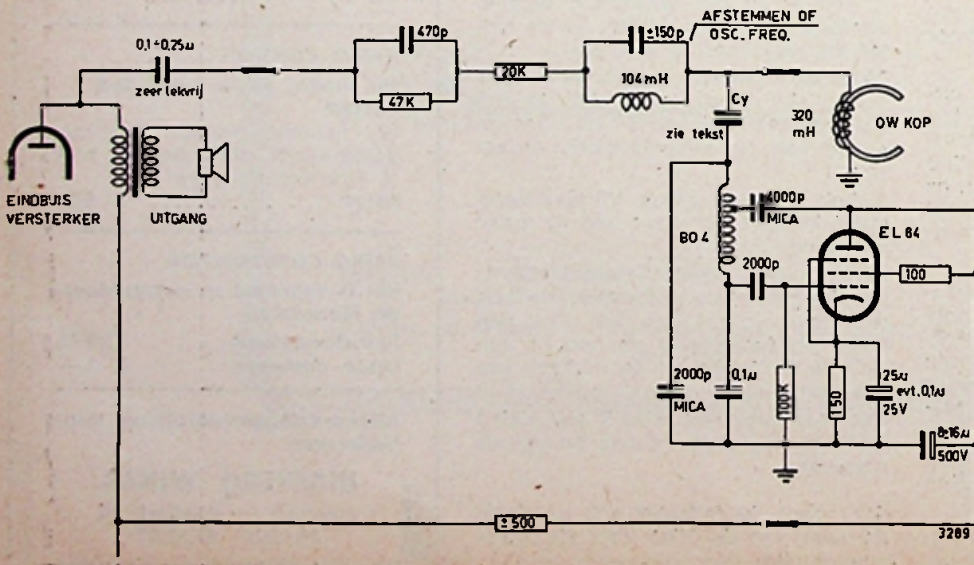 AFSTEMMEN OF
OSC. FREQ.
470p
±150p
0,1-0,25µ
zeer lekvrij
20K
104mH
47K
Cy
zie tekst
320
mH
OW KOP
EINDBUIS
VERSTERKER
UITGANG
4000p
MICA
BO 4
EL 84
2000p
100
2000p
MICA
0,1µ
100K
150
25µ
evt. 0,1µ
25V
8±16µ
500V
±500
3289